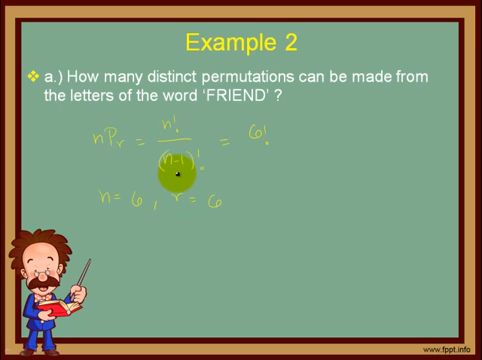 Example 2
a.) How many distinct permutations can be made from
the letters of the word ‘FRIEND’ ?
nPr = n! / (n-1)! = 6!
n = 6, r = 6
www.fppt.info